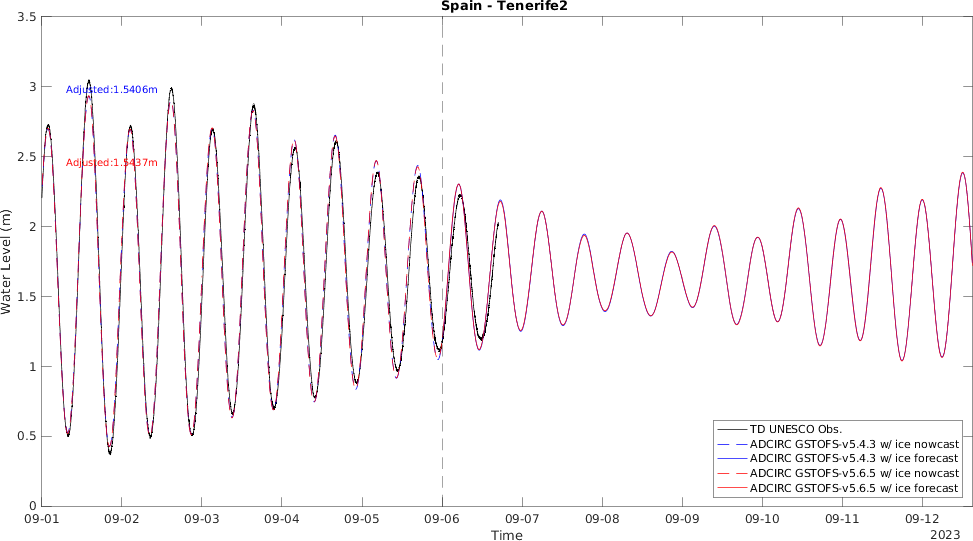 Spain - Tenerife2
3.5
3
2.5
2
1.5
1
0.5
0
Water Level (m)
Adjusted:1.5406m
Adjusted:1.5437m
TD UNESCO Obs.
ADCIRC GSTOFS-v5.4.3 w/ ice nowcast
ADCIRC GSTOFS-v5.4.3 w/ ice forecast
ADCIRC GSTOFS-v5.6.5 w/ ice nowcast
ADCIRC GSTOFS-v5.6.5 w/ ice forecast
09-01 09-02 09-03 09-04 09-05 09-06 09-07 09-08 09-09 09-10 09-11 09-12
Time
2023